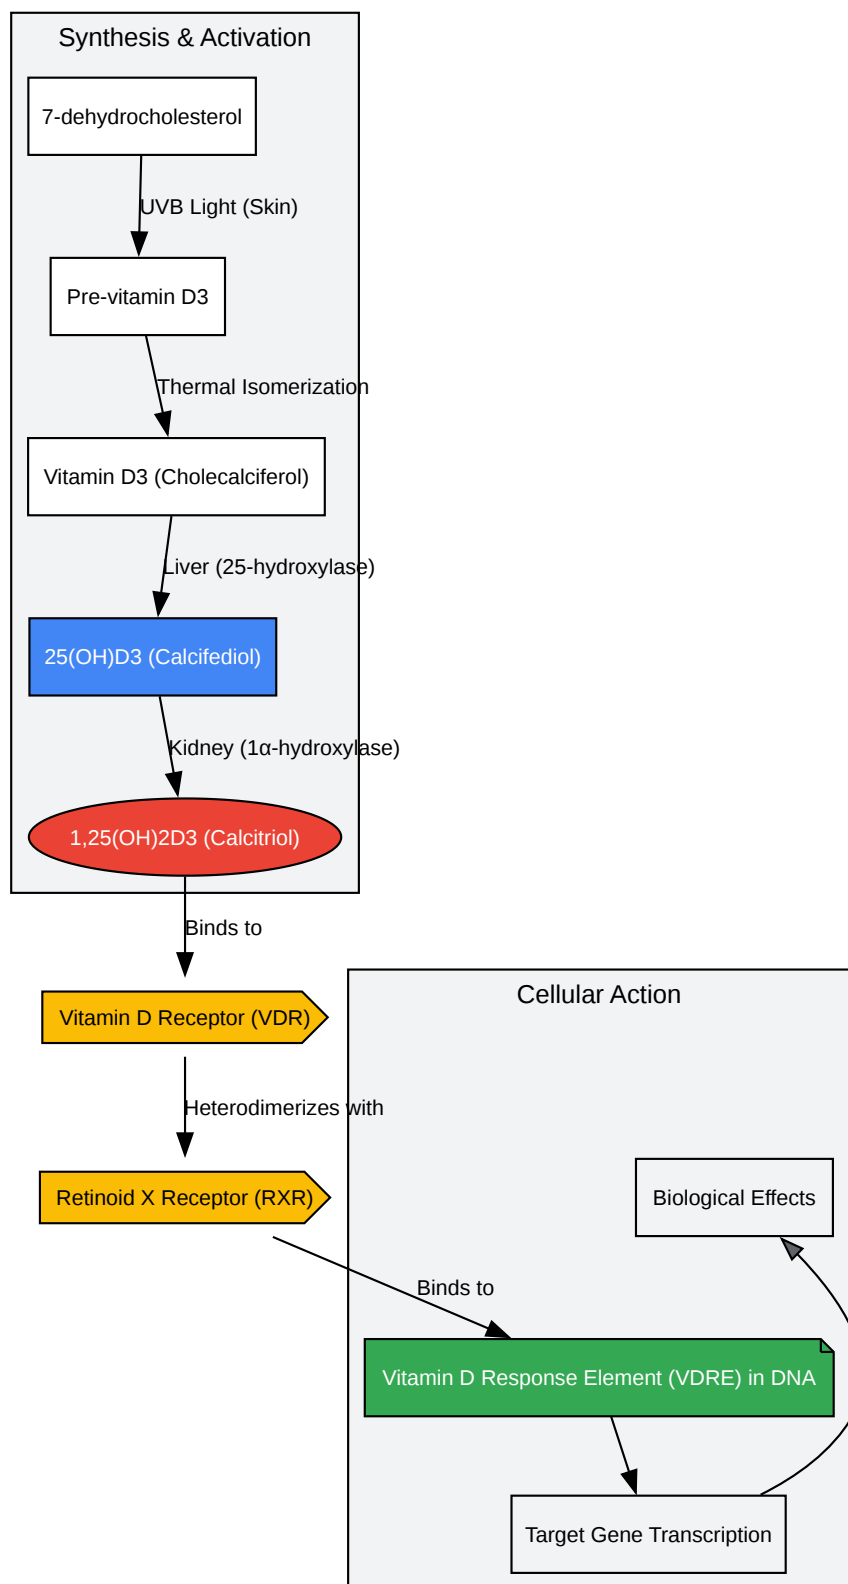 Synthesis & Activation
7-dehydrocholesterol
UVB Light (Skin)
Pre-vitamin D3
Thermal Isomerization
Vitamin D3 (Cholecalciferol)
Liver (25-hydroxylase)
25(OH)D3 (Calcifediol)
Kidney (1α-hydroxylase)
1,25(OH)2D3 (Calcitriol)
Binds to
Vitamin D Receptor (VDR)
Heterodimerizes with
Retinoid X Receptor (RXR)
Cellular Action
Biological Effects
Binds to
Vitamin D Response Element (VDRE) in DNA
Target Gene Transcription